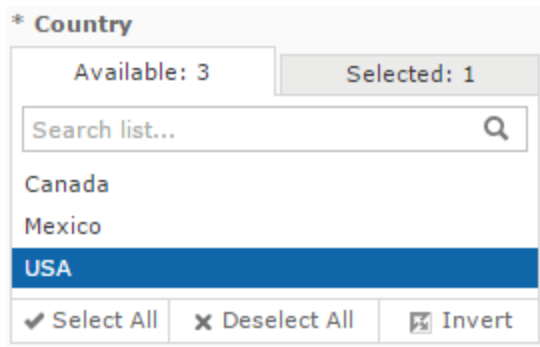 * Country
Available: 3 Selected: 1
Search list...
Canada
Mexico
USA
Select All Deselect All Invert